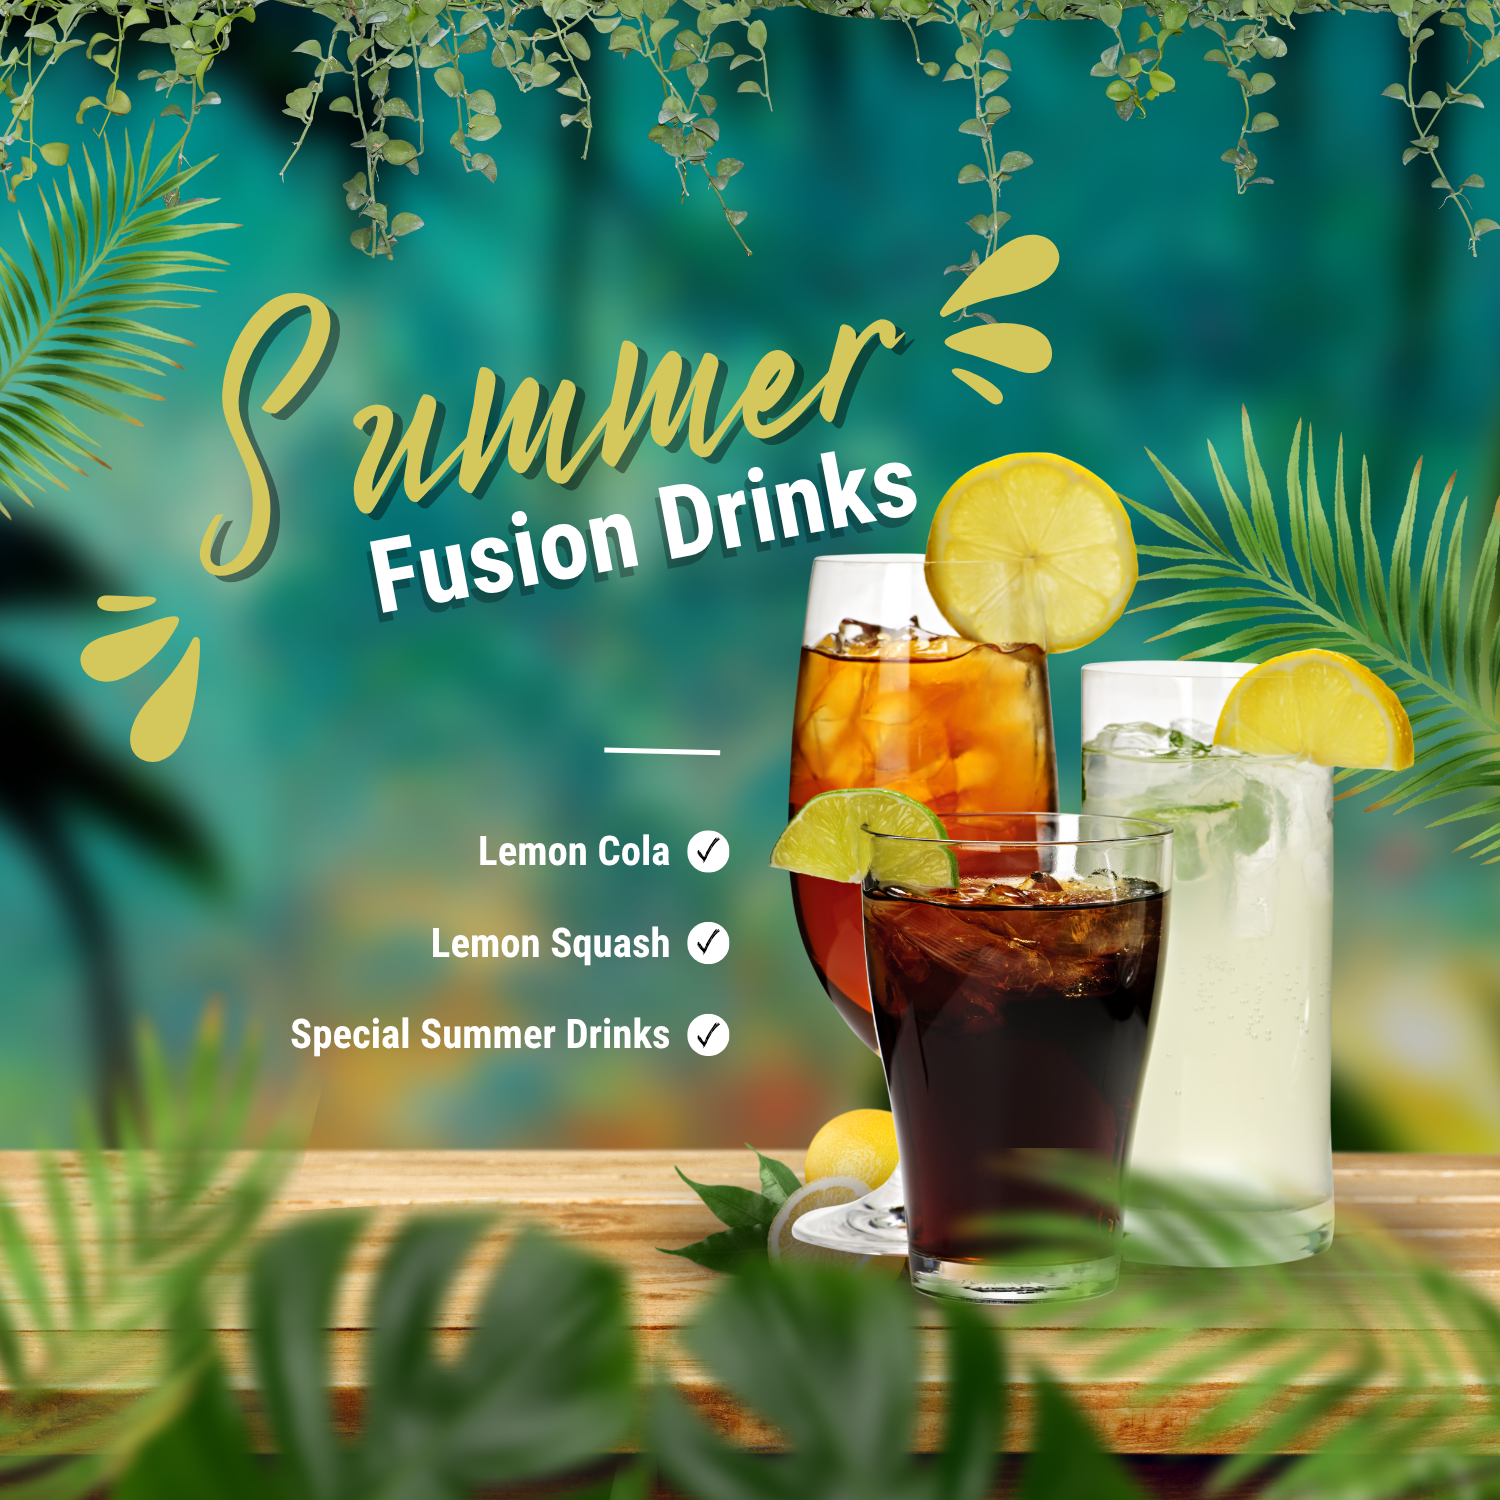 Summer
Fusion Drinks
Lemon Cola
Lemon Squash
Special Summer Drinks